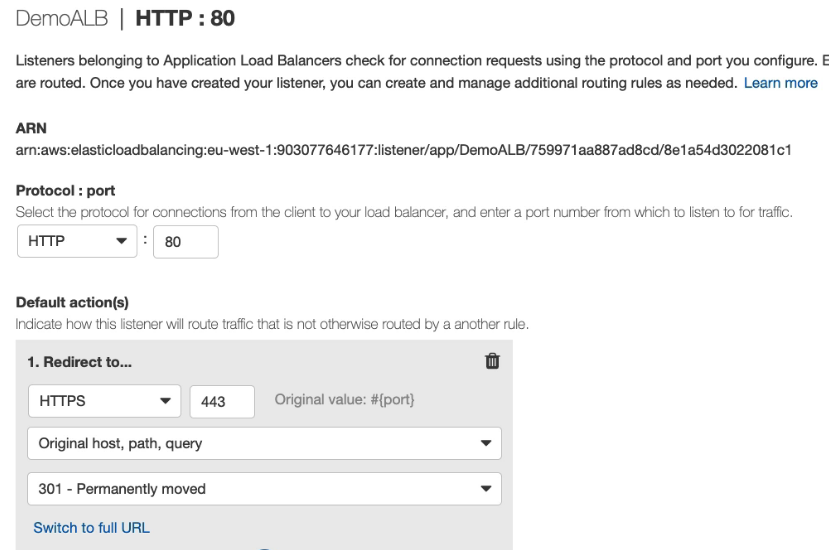 DemoALB | HTTP : 80
Listeners belonging to Application Load Balancers check for connection requests using the protocol and port you configure. E
are routed. Once you have created your listener, you can create and manage additional routing rules as needed. Learn more
ARN
arn:aws:elasticloadbalancing:eu-west-1:903077646177:listener/app/DemoALB/759971aa887ad8cd/8e1a54d3022081c1
Protocol : port
Select the protocol for connections from the client to your load balancer, and enter a port number from which to listen to for traffic.
HTTP : 80
Default action(s)
Indicate how this listener will route traffic that is not otherwise routed by a another rule.
1. Redirect to...
HTTPS 443 Original value: #{port}
Original host, path, query
301 - Permanently moved
Switch to full URL